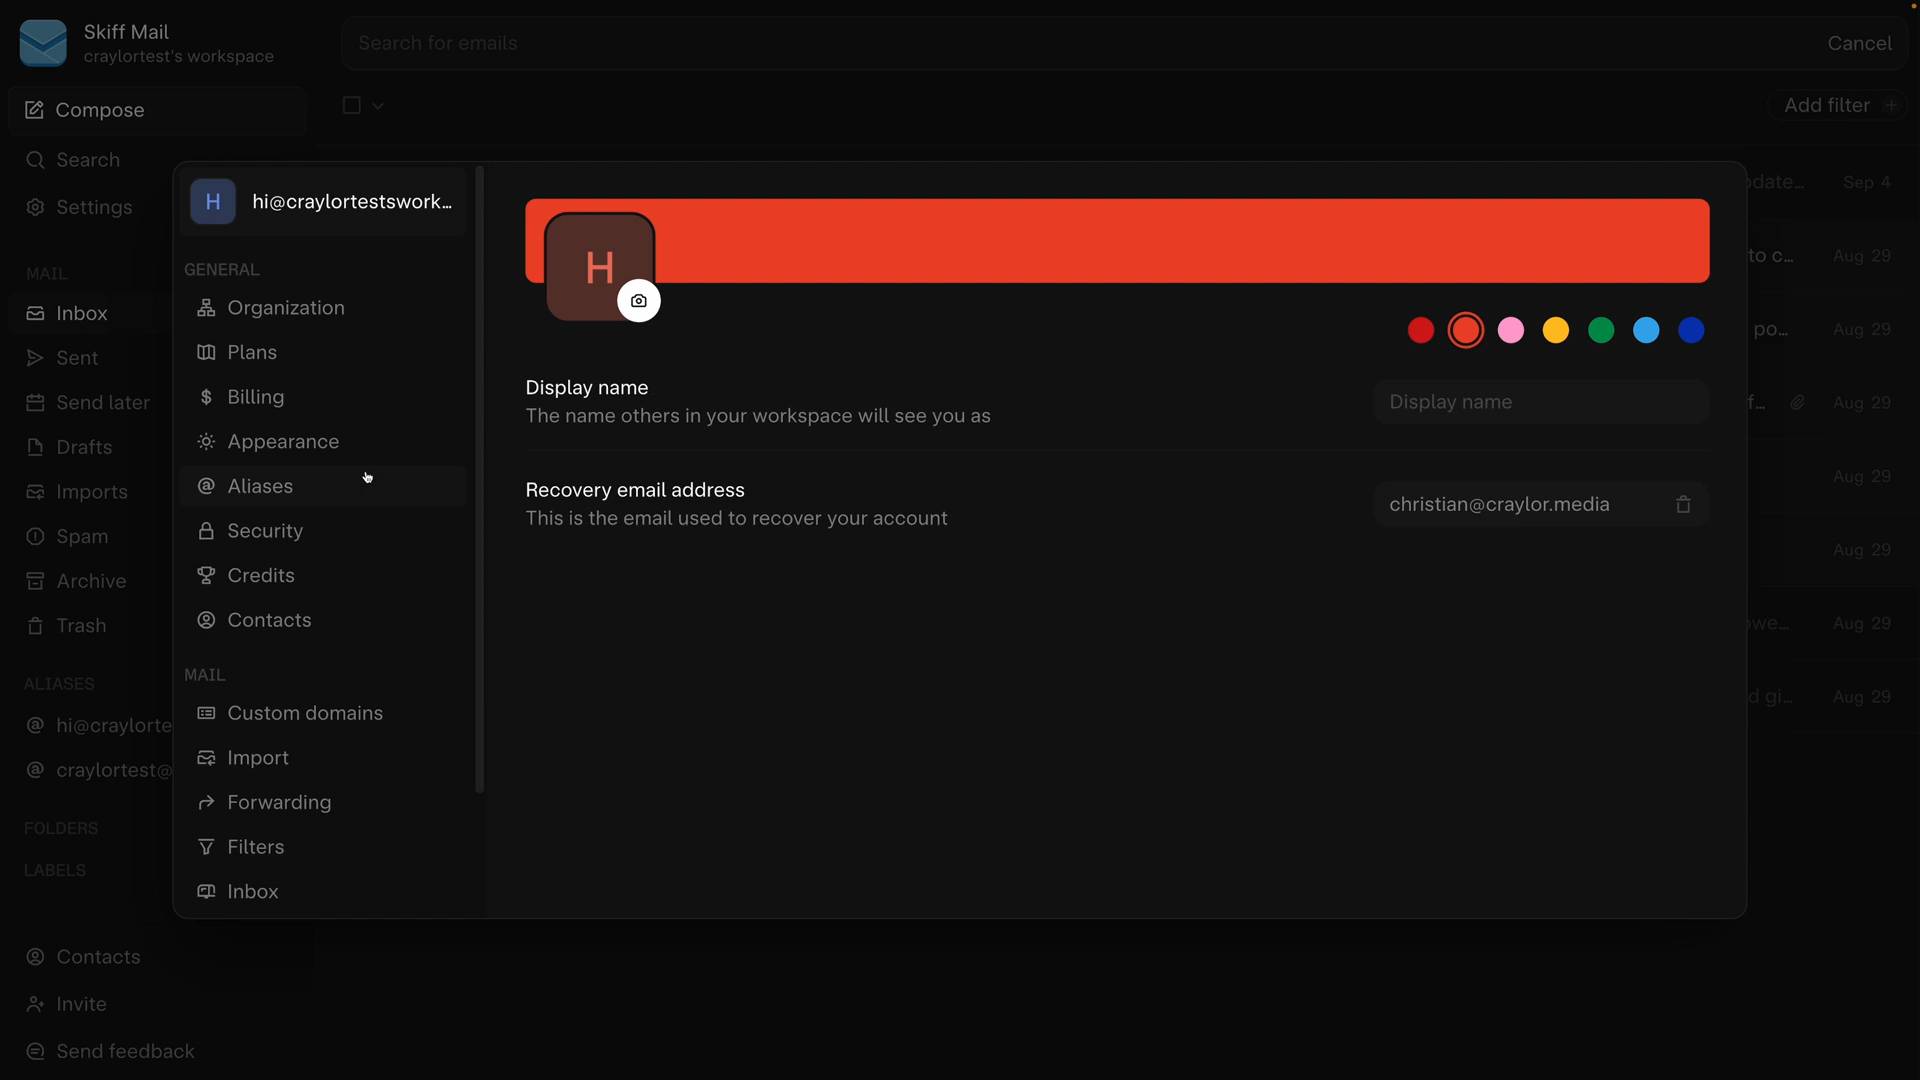 Skiff Mail
craylortest's workspace
Search for emails
Cancel
Compose
Add filter
Search
Settings
MAIL
Inbox
Sent
Send later
Drafts
Imports
Spam
Archive
Trash
ALIASES
hi@craylorte
craylortest@
FOLDERS
LABELS
Contacts
Invite
Send feedback
H
hi@craylortestswork...
GENERAL
Organization
Plans
Billing
Appearance
Aliases
Security
Credits
Contacts
MAIL
Custom domains
Import
Forwarding
Filters
Inbox
H
Display name
The name others in your workspace will see you as
Display name
Recovery email address
This is the email used to recover your account
christian@craylor.media
Sep 4
to c... Aug 29
po... Aug 29
f... Aug 29
Aug 29
Aug 29
Aug 29
gi... Aug 29